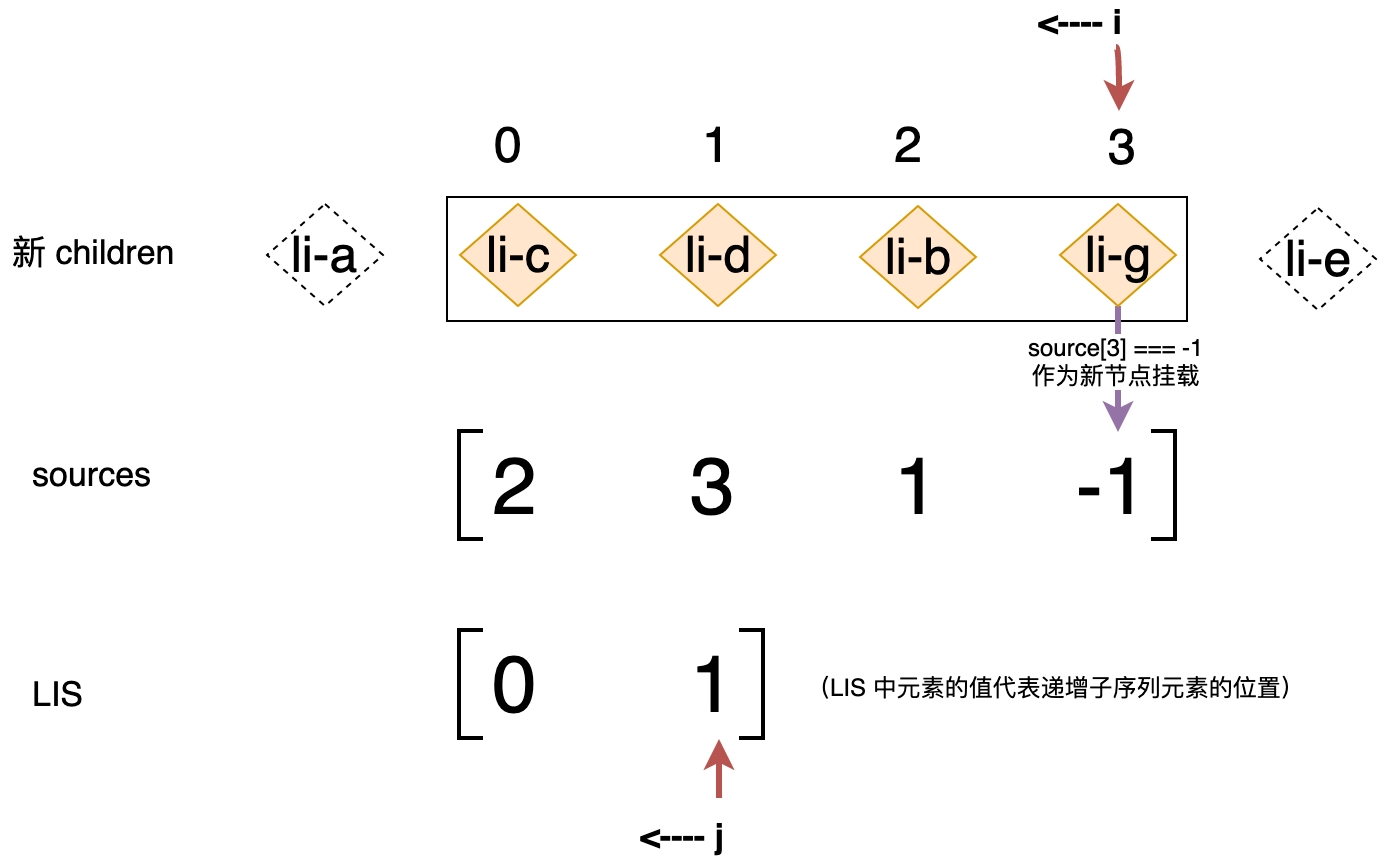 <---- i
0 1 2 3
新 children li-a li-c li-d li-b li-g li-e
source[3] === -1
作为新节点挂载
sources [ 2 3 1 -1 ]
LIS [ 0 1 ] (LIS 中元素的值代表递增子序列元素的位置)
<---- j